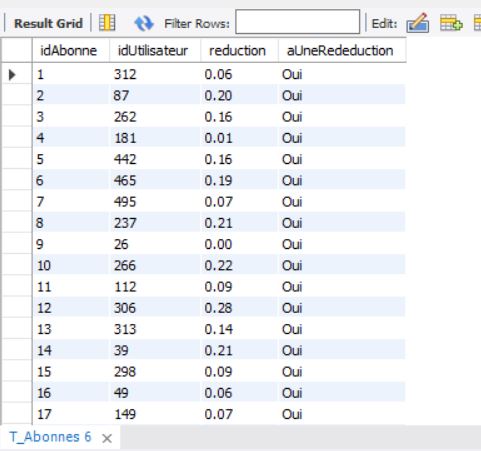 Result Grid Filter Rows: Edit:
idAbonne idUtilisateur reduction aUneRededuction
1 312 0.06 Oui
2 87 0.20 Oui
3 262 0.16 Oui
4 181 0.01 Oui
5 442 0.16 Oui
6 465 0.19 Oui
7 495 0.07 Oui
8 237 0.21 Oui
9 26 0.00 Oui
10 266 0.22 Oui
11 112 0.09 Oui
12 306 0.28 Oui
13 313 0.14 Oui
14 39 0.21 Oui
15 298 0.09 Oui
16 49 0.06 Oui
17 149 0.07 Oui
T_Abonnes 6